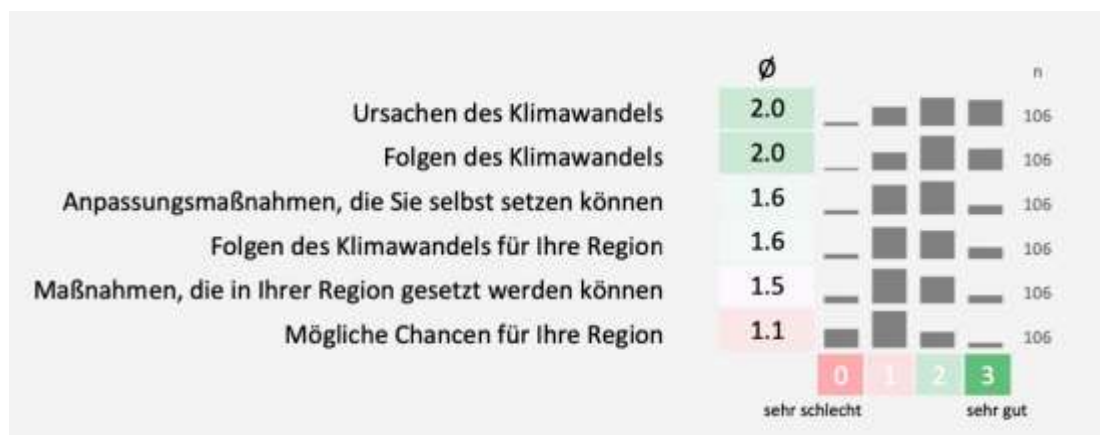 Ø n
Ursachen des Klimawandels 2.0 106
Folgen des Klimawandels 2.0 106
Anpassungsmaßnahmen, die Sie selbst setzen können 1.6 106
Folgen des Klimawandels für Ihre Region 1.6 106
Maßnahmen, die in Ihrer Region gesetzt werden können 1.5 106
Mögliche Chancen für Ihre Region 1.1 106
0 1 2 3
sehr schlecht sehr gut